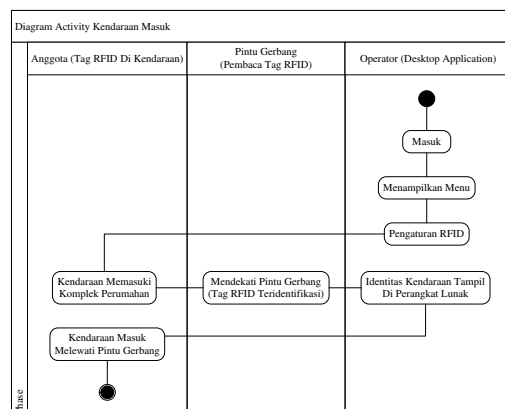 Diagram Activity Kendaraan Masuk
Anggota (Tag RFID Di Kendaraan)
Pintu Gerbang
(Pembaca Tag RFID)
Operator (Desktop Application)
Masuk
Menampilkan Menu
Pengaturan RFID
Kendaraan Memasuki
Komplek Perumahan
Mendekati Pintu Gerbang
(Tag RFID Teridentifikasi)
Identitas Kendaraan Tampil
Di Perangkat Lunak
Kendaraan Masuk
Melewati Pintu Gerbang